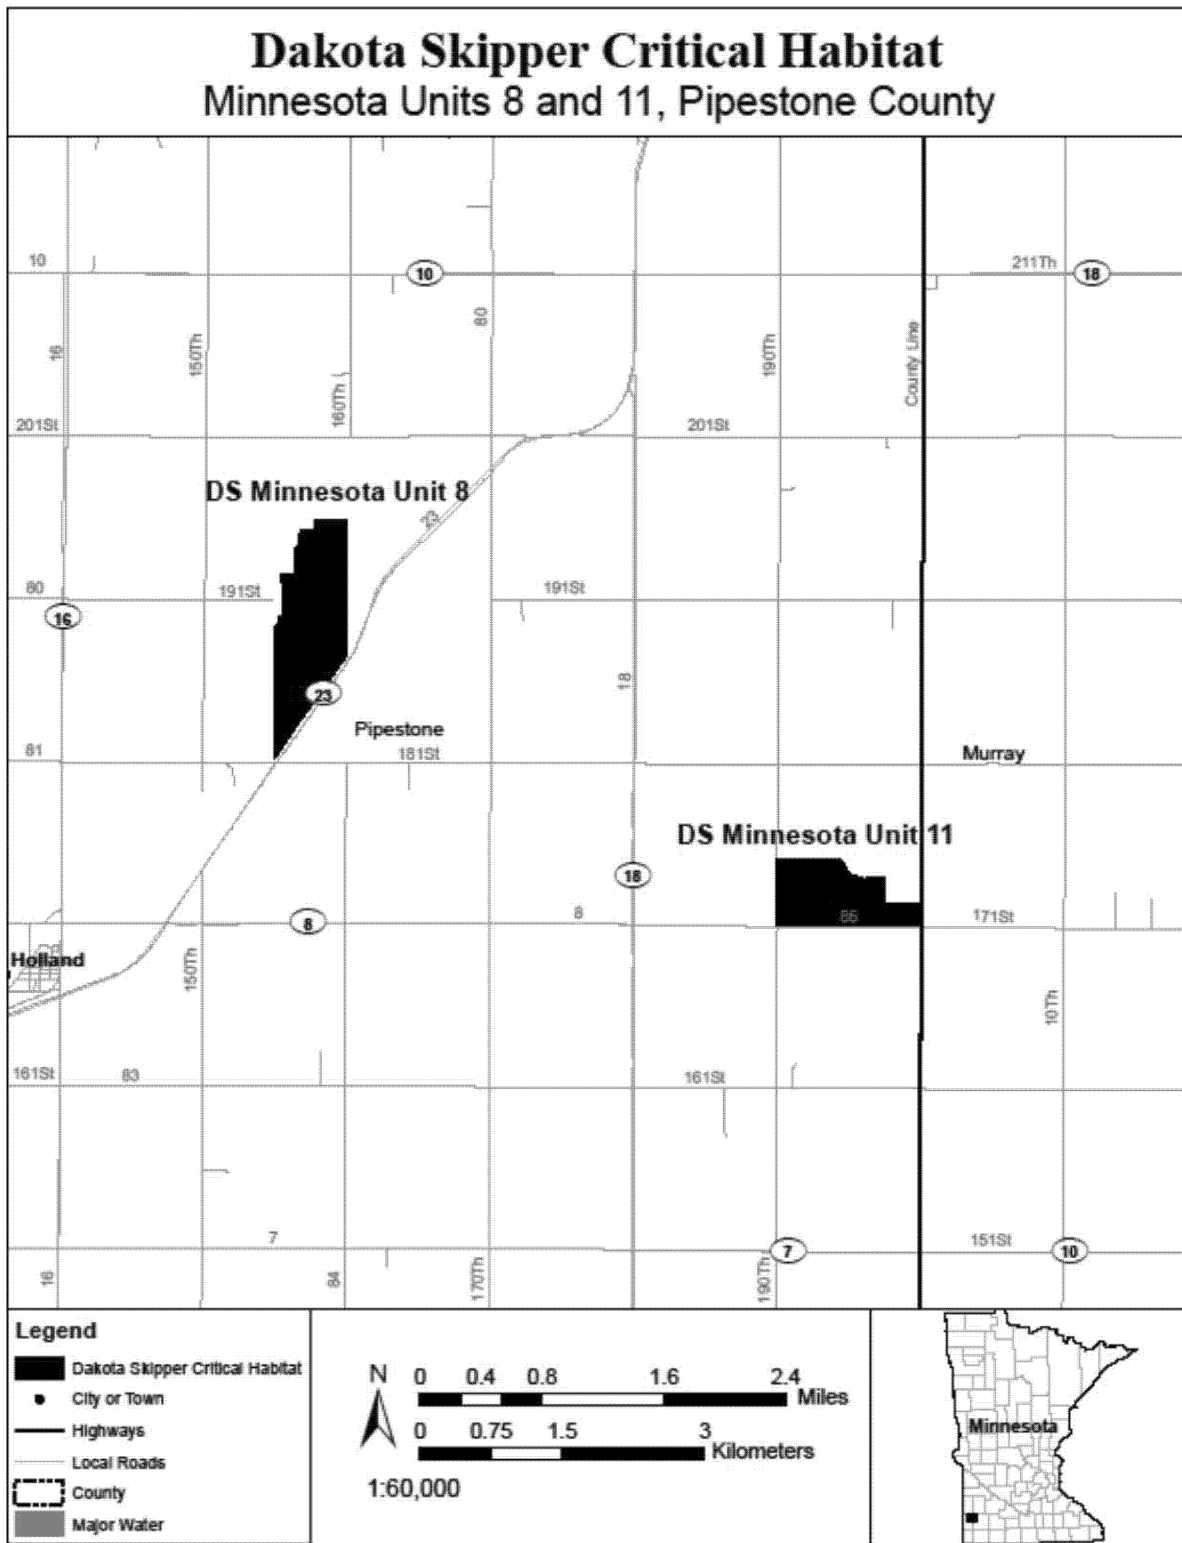 Dakota Skipper Critical Habitat
Minnesota Units 8 and 11, Pipestone County
10
10
211Th
18
16
150Th
160Th
80
190Th
County Line
201St
201St
DS Minnesota Unit 8
23
80
191St
191St
16
18
23
Pipestone
81
181St
Murray
DS Minnesota Unit 11
18
8
8
86
171St
Holland
150Th
10Th
161St
83
161St
7
7
151St
10
16
84
170Th
190Th
Legend
Dakota Skipper Critical Habitat
City or Town
Highways
Local Roads
County
Major Water
N
0 0.4 0.8 1.6 2.4
Miles
0 0.75 1.5 3
Kilometers
1:60,000
Minnesota